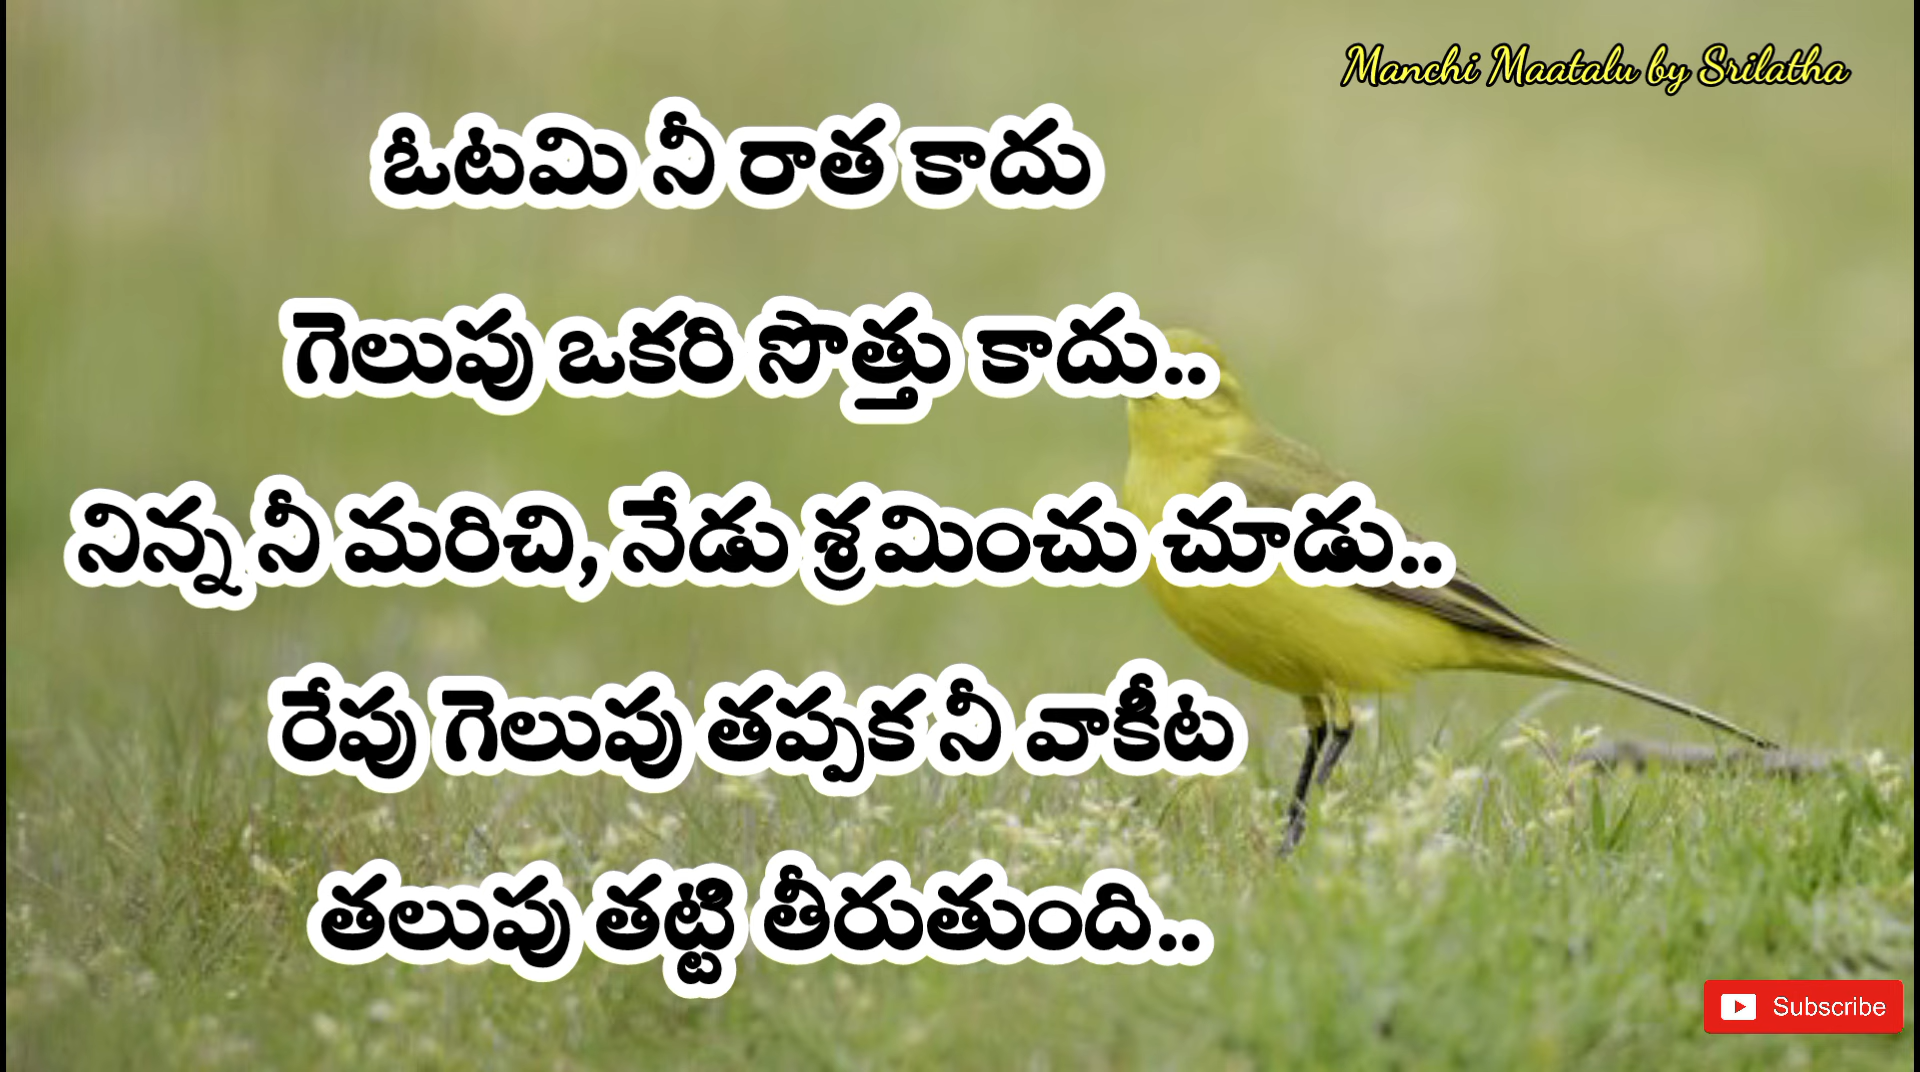 Manchi Maatalu by Srilatha
ఓటమి నీ రాత కాదు
గెలుపు ఒకరి సొత్తు కాదు..
నిన్న నీ మరిచి, నేడు శ్రమించు చూడు..
రేపు గెలుపు తప్పక నీ వాకీట
తలుపు తట్టి తీరుతుంది..
Subscribe